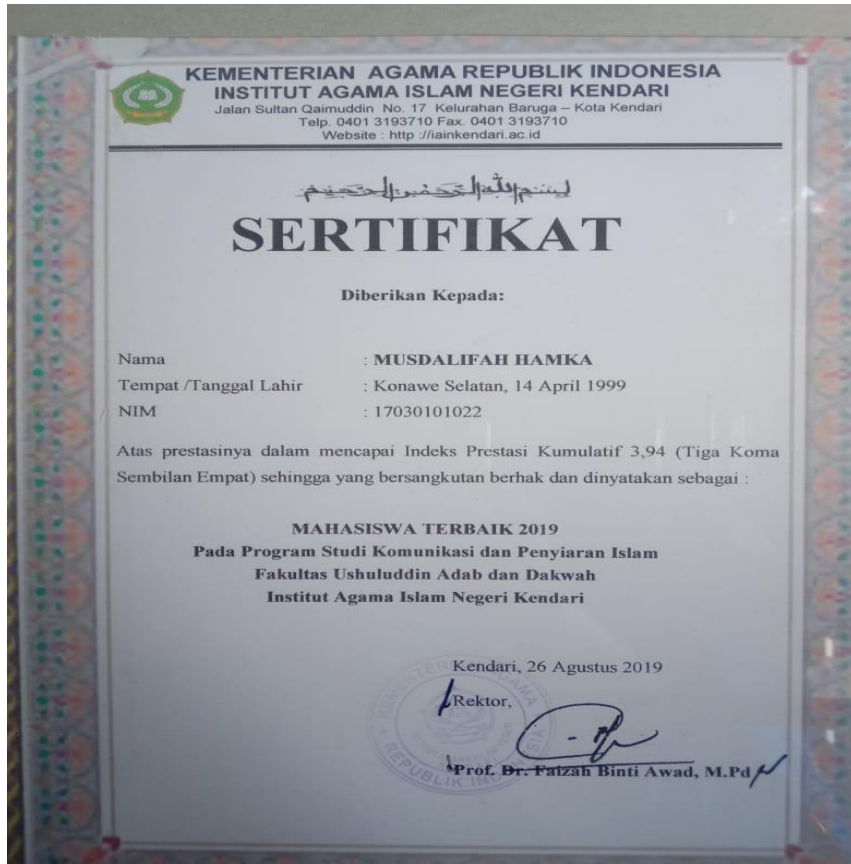 KEMENTERIAN AGAMA REPUBLIK INDONESIA
INSTITUT AGAMA ISLAM NEGERI KENDARI
Jalan Sultan Qaimuddin No. 17 Kelurahan Baruga – Kota Kendari
Telp. 0401 3193710 Fax. 0401 3193710
Website : http ://iainkendari.ac.id
بسم الله الرحمن الرحيم
SERTIFIKAT
Diberikan Kepada:
Nama : MUSDALIFAH HAMKA
Tempat /Tanggal Lahir : Konawe Selatan, 14 April 1999
NIM : 17030101022
Atas prestasinya dalam mencapai Indeks Prestasi Kumulatif 3,94 (Tiga Koma
Sembilan Empat) sehingga yang bersangkutan berhak dan dinyatakan sebagai :
MAHASISWA TERBAIK 2019
Pada Program Studi Komunikasi dan Penyiaran Islam
Fakultas Ushuluddin Adab dan Dakwah
Institut Agama Islam Negeri Kendari
Kendari, 26 Agustus 2019
Rektor,
KEMENTERIAN AGAMA
REPUBLIK INDONESIA
Prof. Dr. Faizah Binti Awad, M.Pd